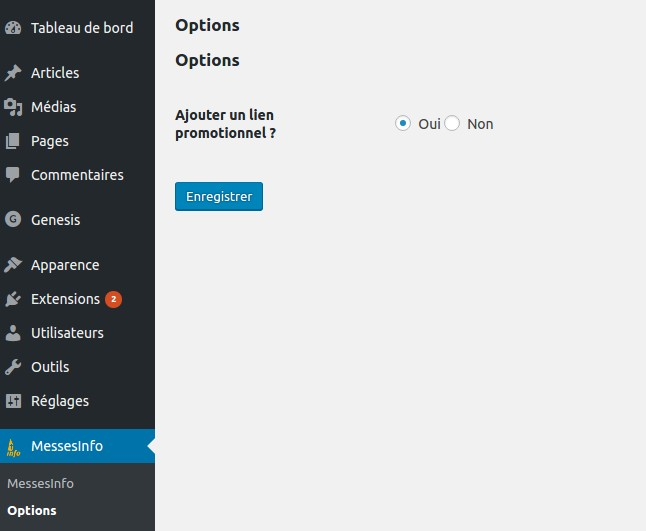 Tableau de bord
Articles
Médias
Pages
Commentaires
G
Genesis
Apparence
Extensions 2
Utilisateurs
Outils
Réglages
info
MessesInfo
MessesInfo
Options
Options
Options
Ajouter un lien
promotionnel ?
Oui Non
Enregistrer